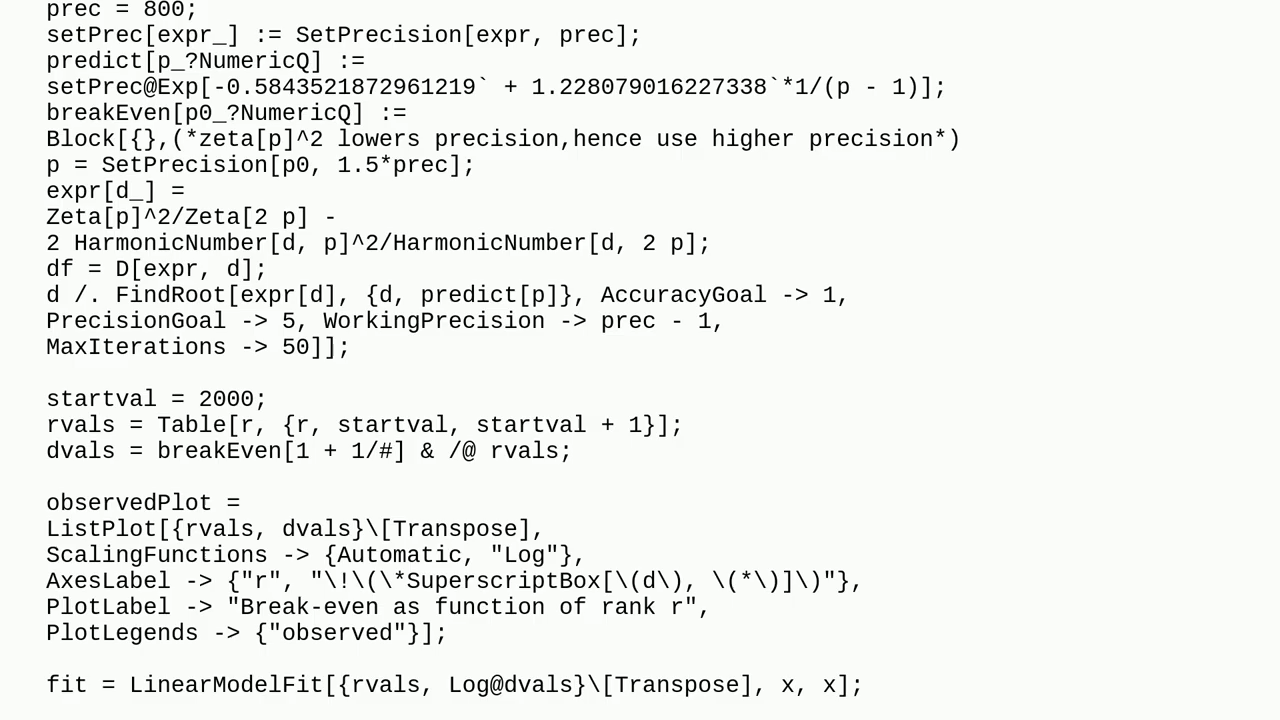 prec = 800;
setPrec[expr_] := SetPrecision[expr, prec];
predict[p_?NumericQ] :=
setPrec@Exp[-0.5843521872961219` + 1.228079016227338`*1/(p - 1)];
breakEven[p0_?NumericQ] :=
Block[{},(*zeta[p]^2 lowers precision,hence use higher precision*)
p = SetPrecision[p0, 1.5*prec];
expr[d_] =
Zeta[p]^2/Zeta[2 p] -
2 HarmonicNumber[d, p]^2/HarmonicNumber[d, 2 p];
df = D[expr, d];
d /. FindRoot[expr[d], {d, predict[p]}, AccuracyGoal -> 1,
PrecisionGoal -> 5, WorkingPrecision -> prec - 1,
MaxIterations -> 50]];
startval = 2000;
rvals = Table[r, {r, startval, startval + 1}];
dvals = breakEven[1 + 1/#] & /@ rvals;
observedPlot =
ListPlot[{rvals, dvals}\[Transpose],
ScalingFunctions -> {Automatic, "Log"},
AxesLabel -> {"r", "\!\(\*SuperscriptBox[\(d\), \(*\)]\)"},
PlotLabel -> "Break-even as function of rank r",
PlotLegends -> {"observed"}];
fit = LinearModelFit[{rvals, Log@dvals}\[Transpose], x, x];